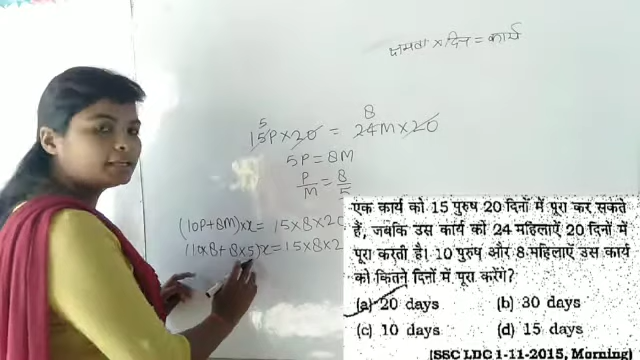 क्षमता × दिन = कार्य
5 8
15P × 20 = 24M × 20
5P = 8M
P/M = 8/5
(10P + 8M) × x = 15 × 8 × 20
(10 × 8 + 8 × 5) x = 15 × 8 × 2
एक कार्य को 15 पुरुष 20 दिनों में पूरा कर सकते
हैं, जबकि उस कार्य को 24 महिलाएँ 20 दिनों में
पूरा करती है। 10 पुरुष और 8 महिलाएँ उस कार्य
को कितने दिनों में पूरा करेंगे?
(a) 20 days (b) 30 days
(c) 10 days (d) 15 days
(SSC LDC 1-11-2015, Morning)